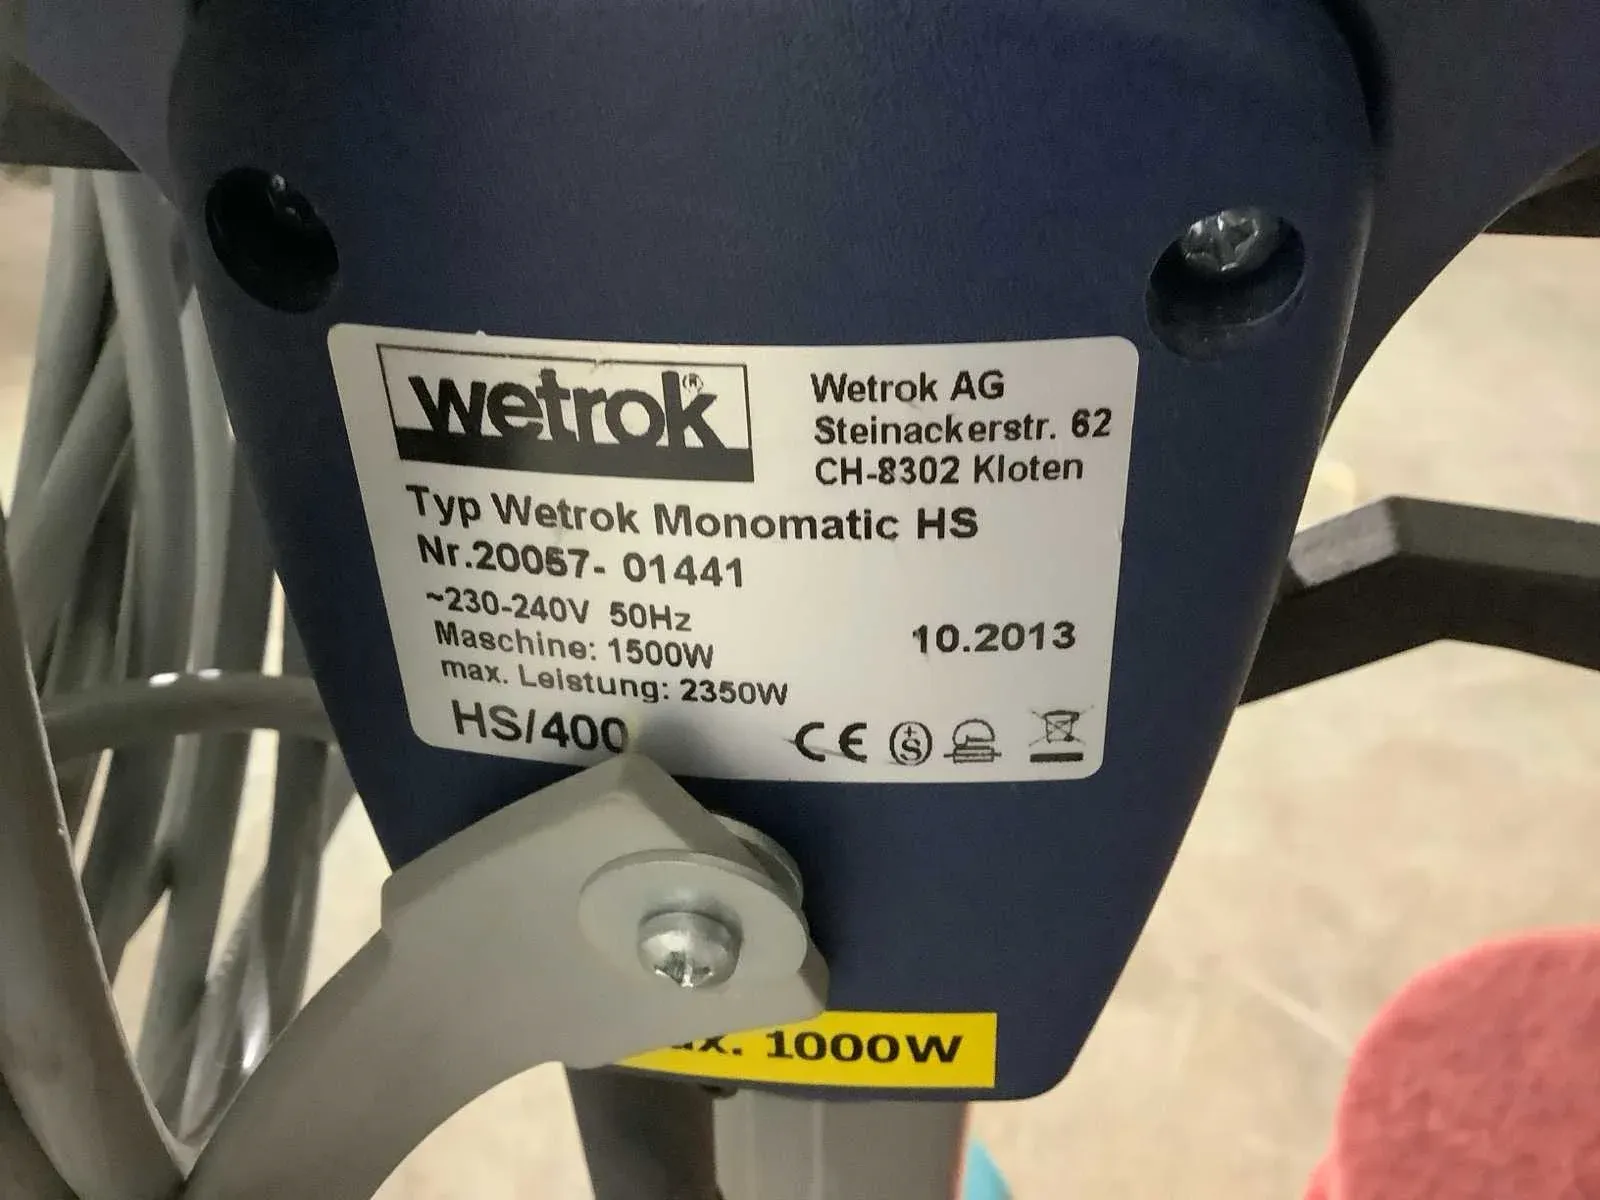 wetrok®
Wetrok AG
Steinackerstr. 62
CH-8302 Kloten
Typ Wetrok Monomatic HS
Nr.20057- 01441
~230-240V 50Hz
Maschine: 1500W
10.2013
max. Leistung: 2350W
HS/400
CE
+S
1000W